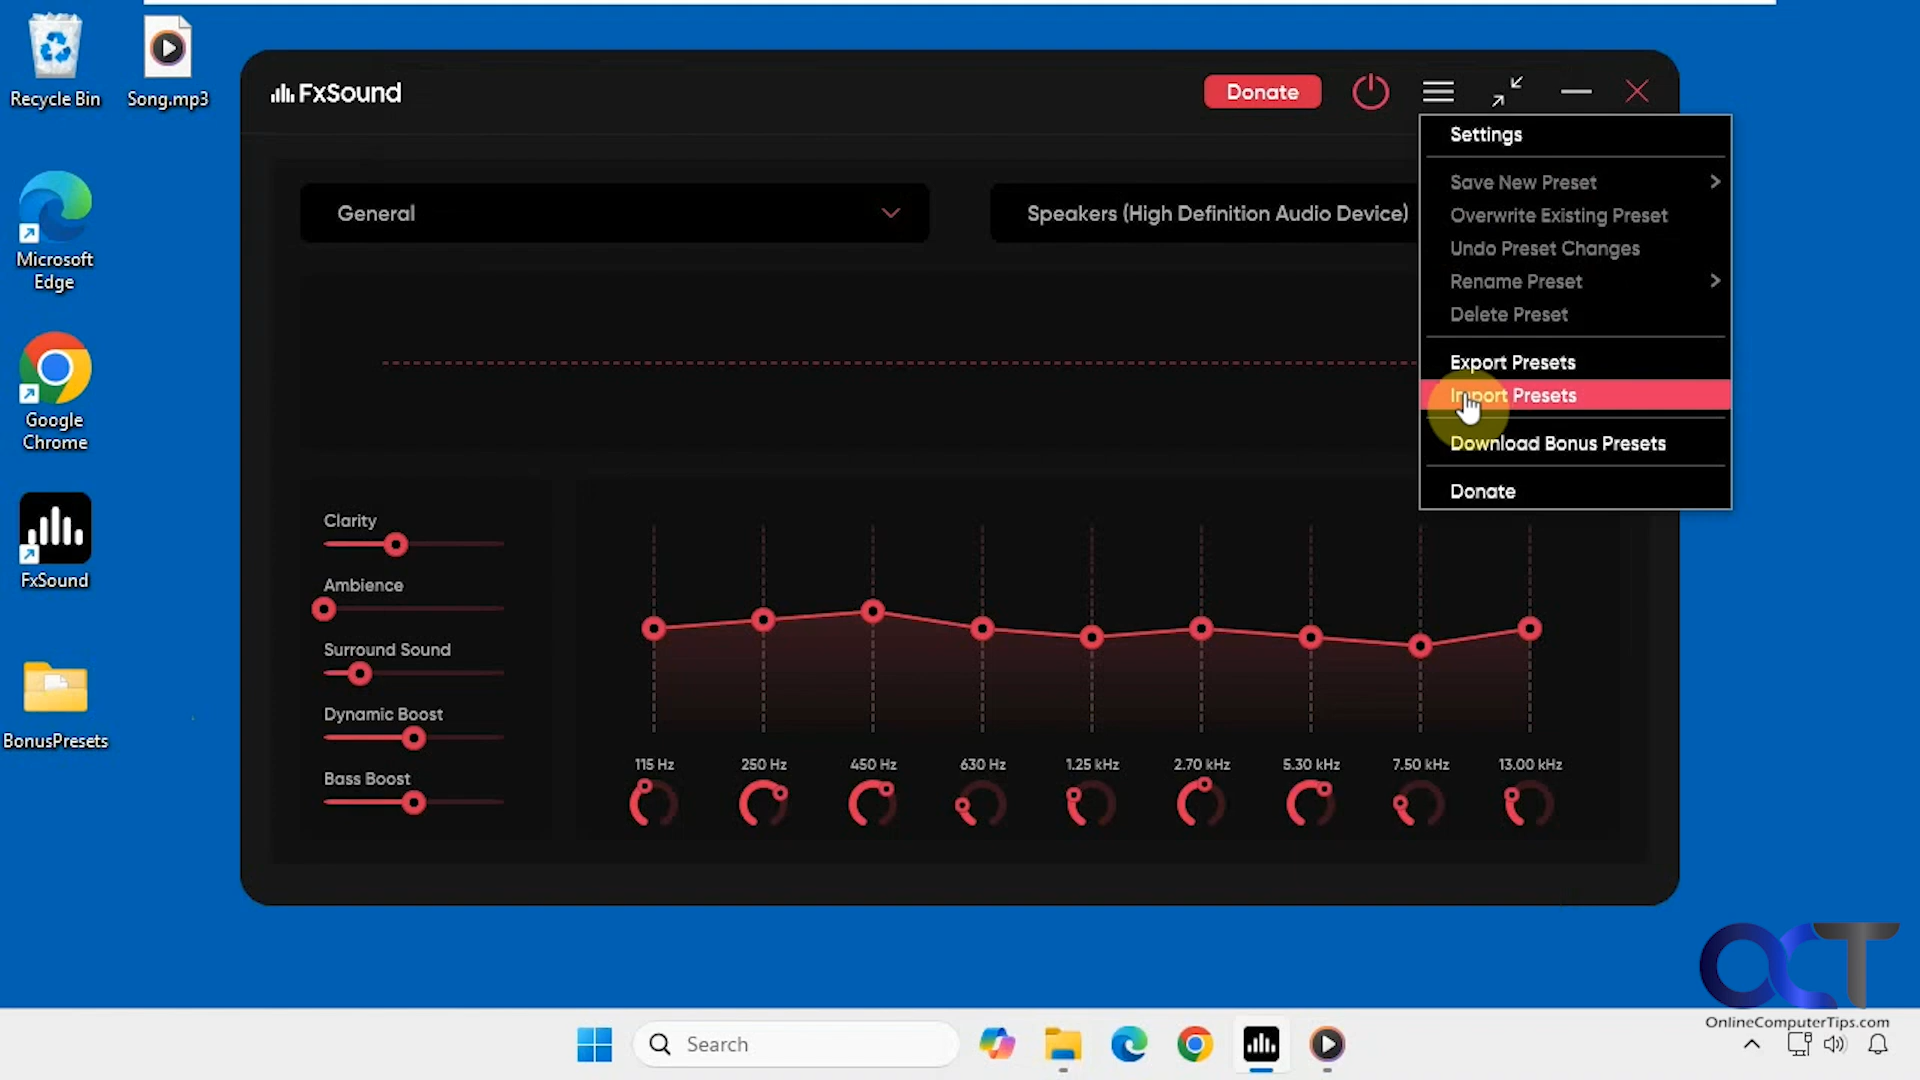 Recycle Bin
Song.mp3
FxSound
Donate
Settings
Save New Preset
Overwrite Existing Preset
Undo Preset Changes
Rename Preset
Delete Preset
Export Presets
Import Presets
Download Bonus Presets
Donate
General
Speakers (High Definition Audio Device)
Microsoft
Edge
Google
Chrome
FxSound
BonusPresets
Clarity
Ambience
Surround Sound
Dynamic Boost
Bass Boost
115 Hz
250 Hz
450 Hz
630 Hz
1.25 kHz
2.70 kHz
5.30 kHz
7.50 kHz
13.00 kHz
OCT
OnlineComputerTips.com
Search